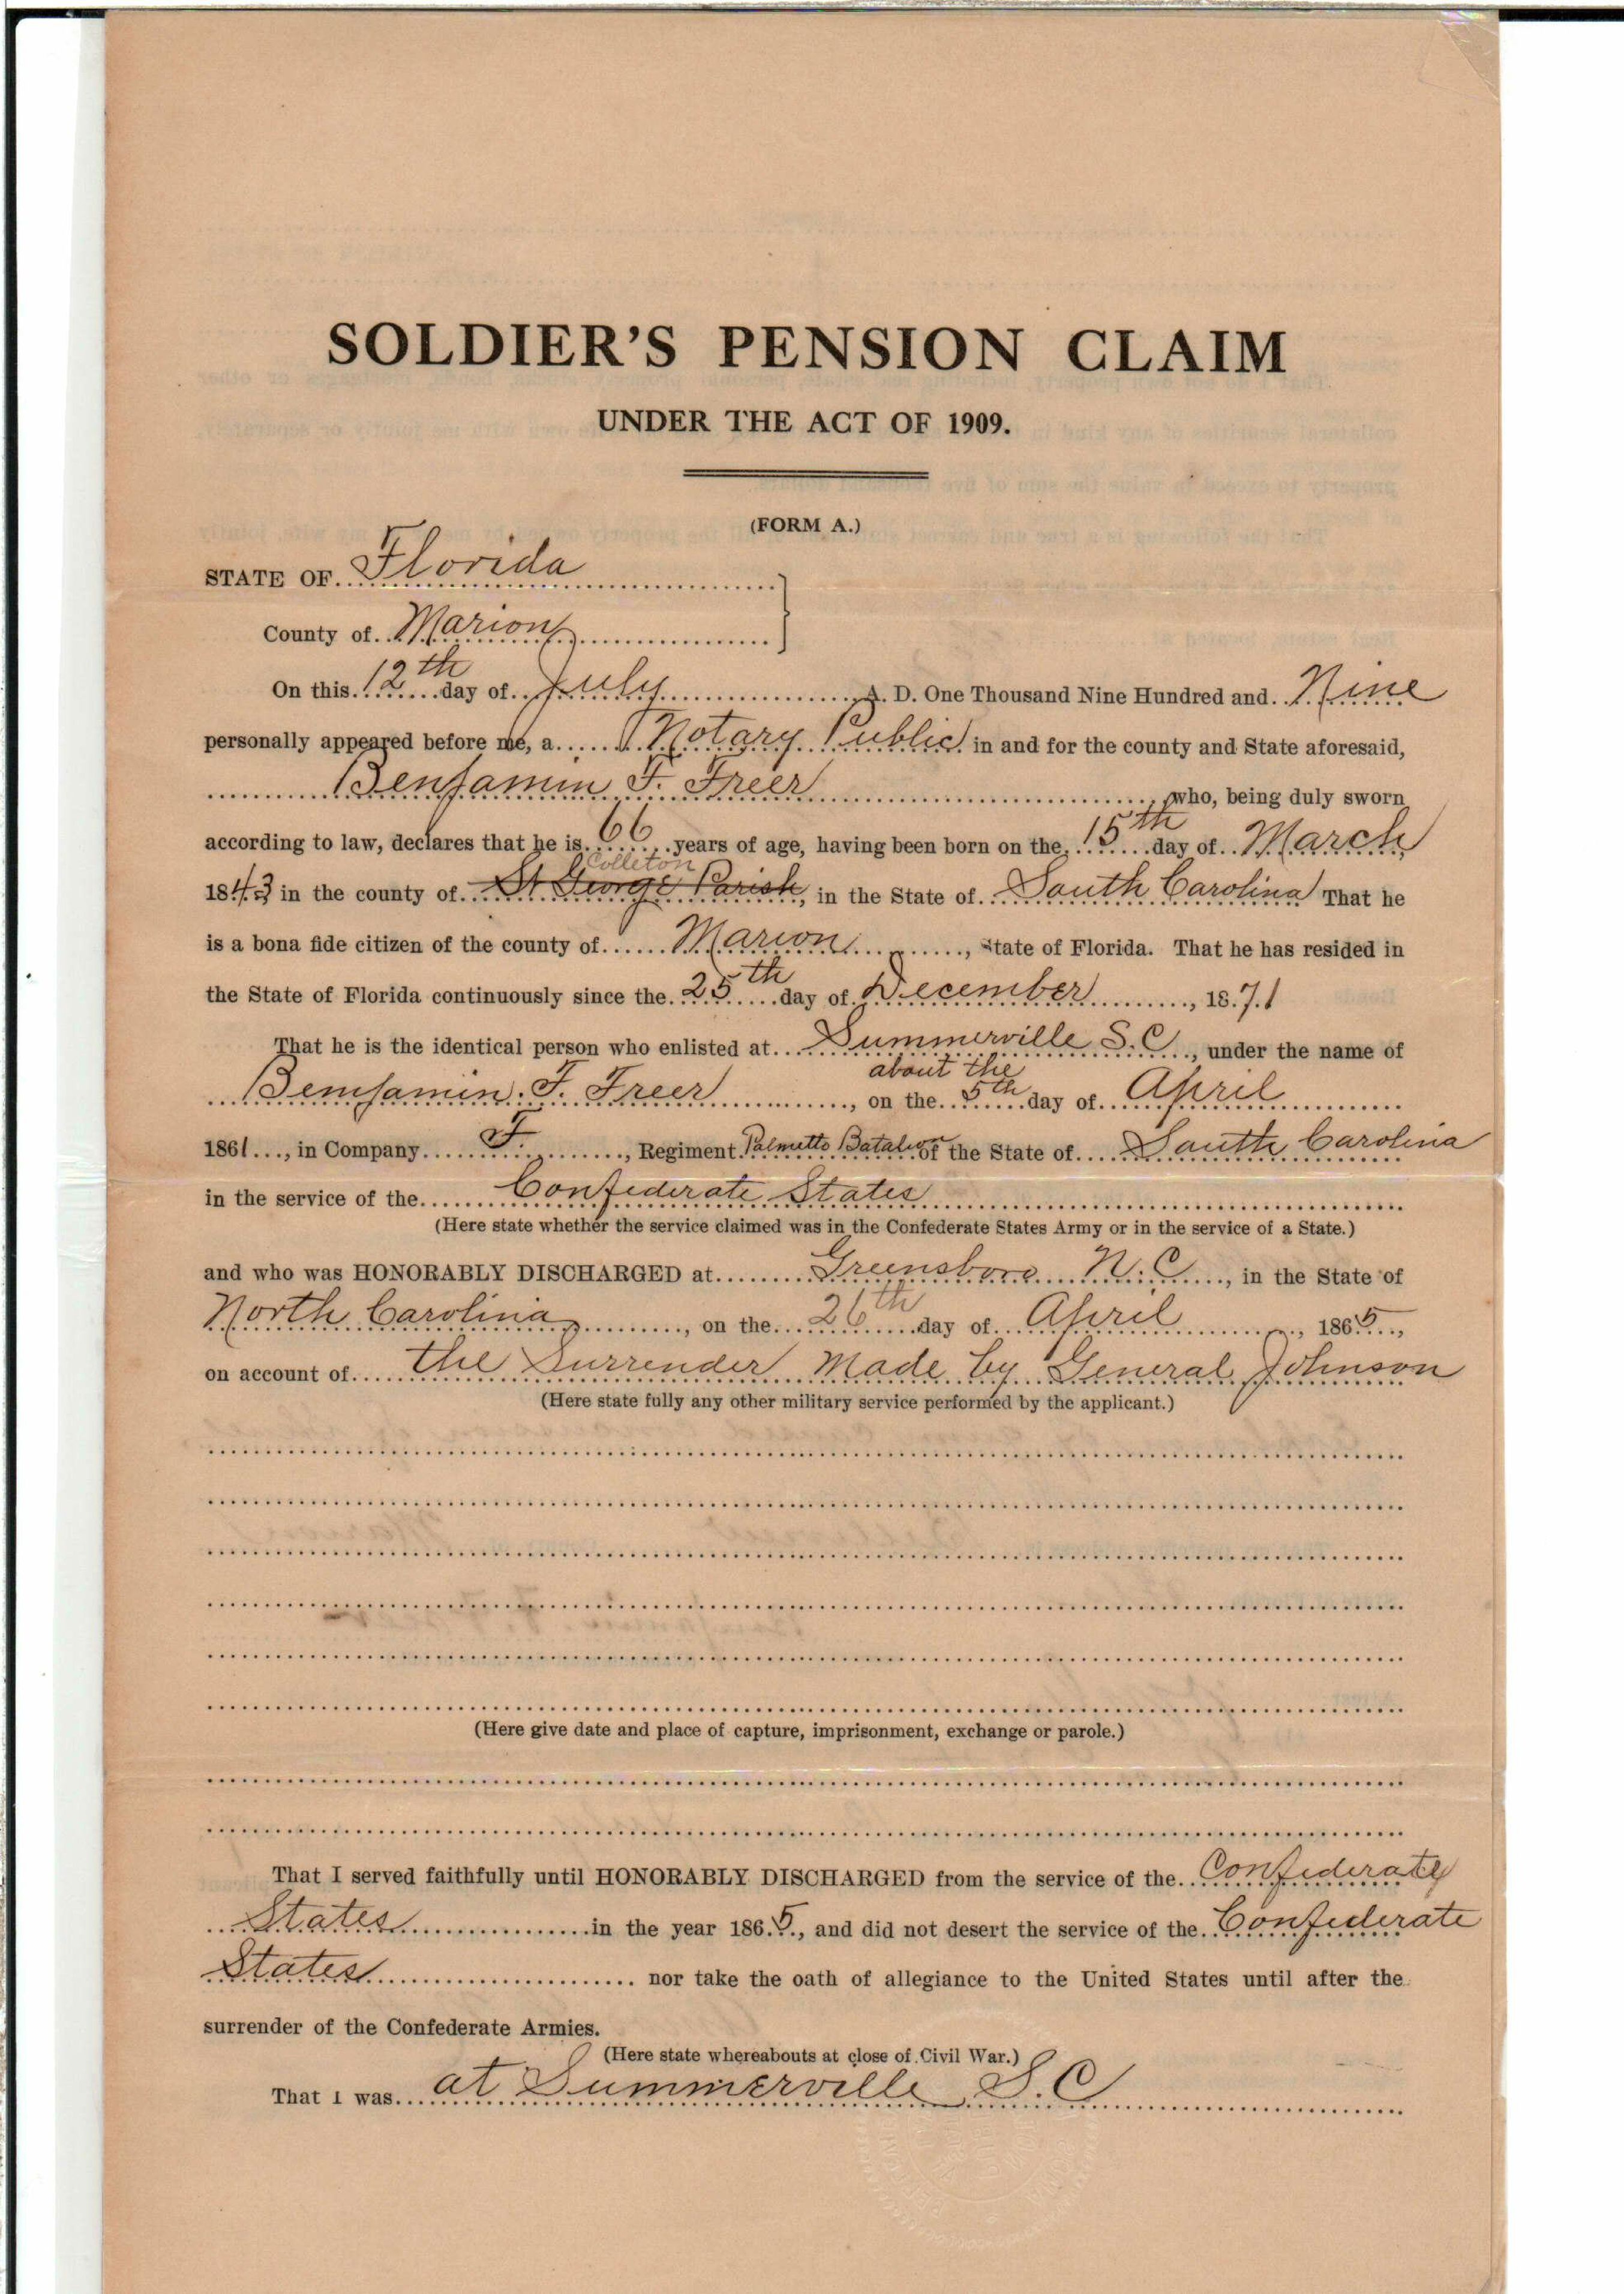 SOLDIER'S PENSION CLAIM
UNDER THE ACT OF 1909.
(FORM A.)
STATE OF Florida
County of Marion
On this 12th day of July A. D. One Thousand Nine Hundred and Nine
personally appeared before me, a Notary Public in and for the county and State aforesaid,
Benjamin F. Freer who, being duly sworn
according to law, declares that he is 66 years of age, having been born on the 15th day of March
Colleton
1843 in the county of St George Parish, in the State of South Carolina That he
is a bona fide citizen of the county of Marion, State of Florida. That he has resided in
the State of Florida continuously since the 25th day of December, 1871
That he is the identical person who enlisted at Summerville S.C, under the name of
about the
Benjamin F. Freer, on the 5th day of April
1861, in Company F, Regiment Palmetto Batalion of the State of South Carolina
in the service of the Confederate States
(Here state whether the service claimed was in the Confederate States Army or in the service of a State.)
and who was HONORABLY DISCHARGED at Greensboro N.C, in the State of
North Carolina, on the 26th day of April, 1865,
on account of the Surrender Made by General Johnson
(Here state fully any other military service performed by the applicant.)
(Here give date and place of capture, imprisonment, exchange or parole.)
That I served faithfully until HONORABLY DISCHARGED from the service of the Confederate
States in the year 1865, and did not desert the service of the Confederate
States nor take the oath of allegiance to the United States until after the
surrender of the Confederate Armies.
(Here state whereabouts at close of Civil War.)
That I was at Summerville S.C